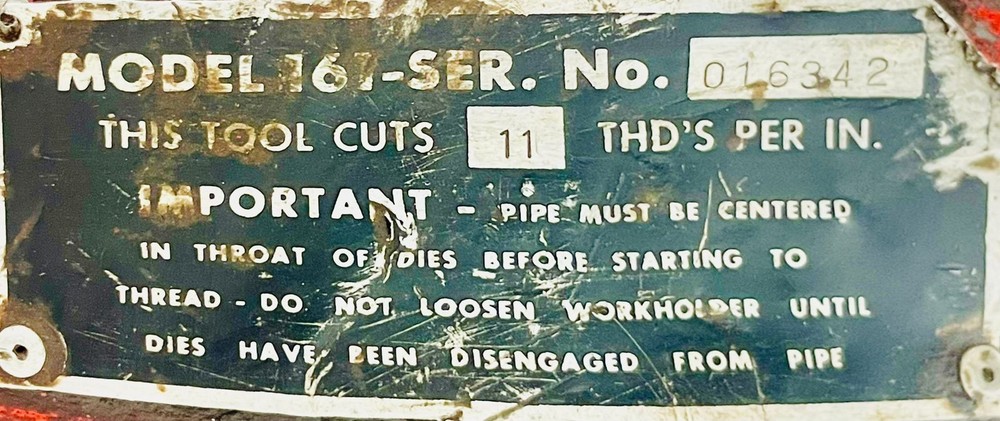 MODEL 161-SER. No. 016342
THIS TOOL CUTS 11 THD'S PER IN.
IMPORTANT - PIPE MUST BE CENTERED
IN THROAT OF DIES BEFORE STARTING TO
THREAD - DO NOT LOOSEN WORKHOLDER UNTIL
DIES HAVE BEEN DISENGAGED FROM PIPE